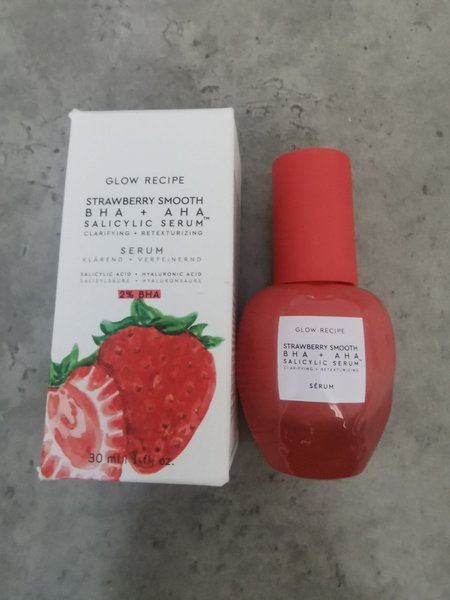 GLOW RECIPE
STRAWBERRY SMOOTH
BHA + AHA
SALICYLIC SERUM™
CLARIFYING • RETEXTURIZING
SERUM
KLÄREND • VERFEINERND
SALICYLIC ACID • HYALURONIC ACID
SALICYLSÄURE • HYALURONSÄURE
2% BHA
30 ml 1 fl. oz.
GLOW RECIPE
STRAWBERRY SMOOTH
BHA + AHA
SALICYLIC SERUM™
CLARIFYING • RETEXTURIZING
SÉRUM